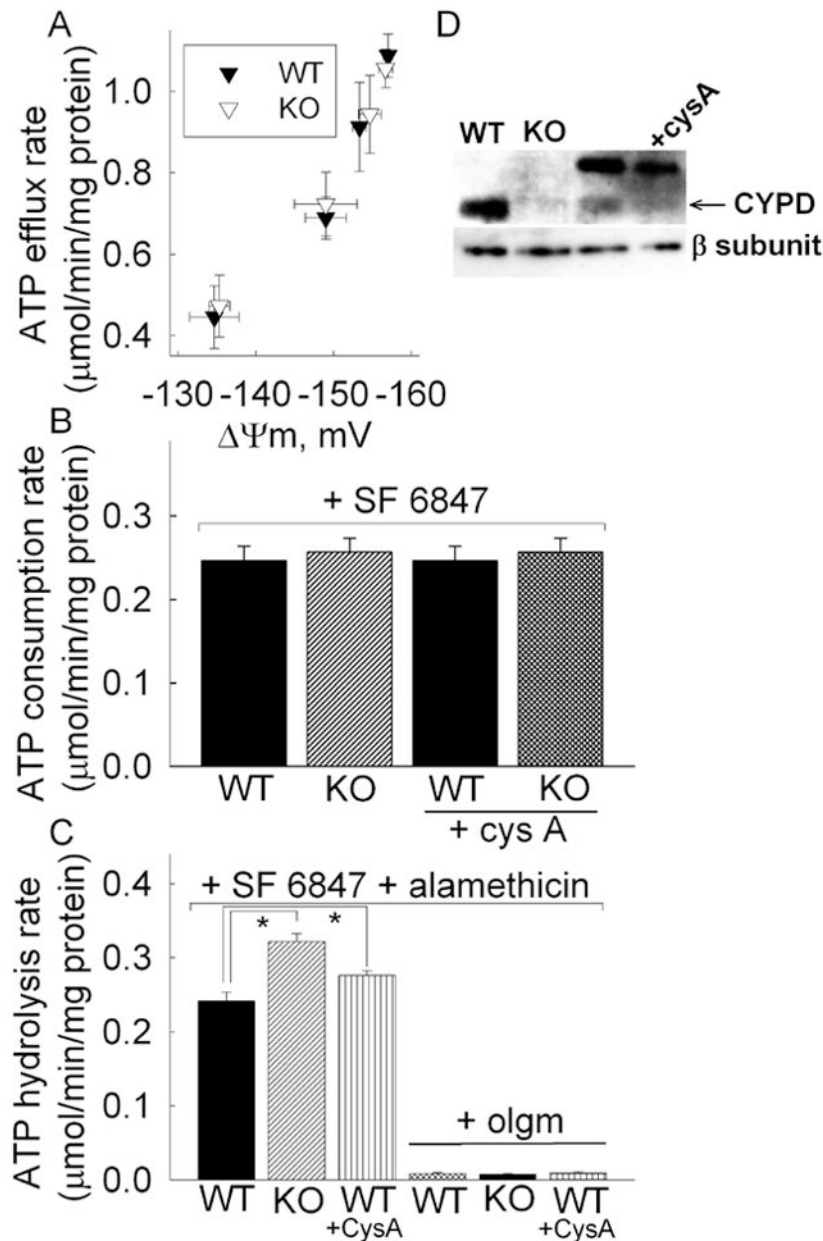 A
ATP efflux rate
(μmol/min/mg protein)
1.0
0.8
0.6
0.4
WT
KO
-130 -140 -150 -160
ΔΨm, mV
D
WT KO +cysA
← CYPD
β subunit
B
ATP consumption rate
(μmol/min/mg protein)
+ SF 6847
0.3
0.2
0.1
0.0
WT KO WT KO
+ cys A
C
ATP hydrolysis rate
(μmol/min/mg protein)
+ SF 6847 + alamethicin
* *
0.4
0.3
0.2
0.1
0.0
+ olgm
WT KO WT WT KO WT
+CysA +CysA